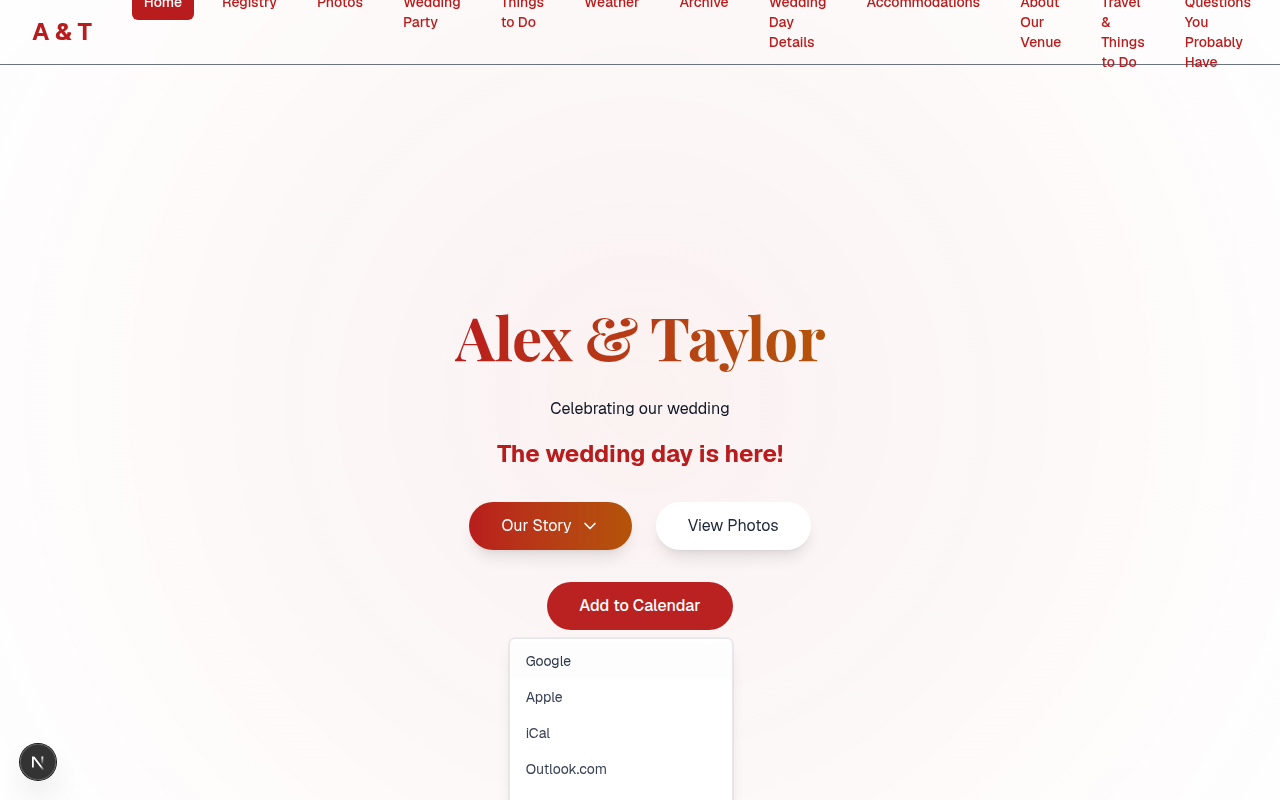 A & T
Home
Registry
Photos
Wedding
Party
Things
to Do
Weather
Archive
Wedding
Day
Details
Accommodations
About
Our
Venue
Travel
&
Things
to Do
Questions
You
Probably
Have
Alex & Taylor
Celebrating our wedding
The wedding day is here!
Our Story
View Photos
Add to Calendar
Google
Apple
iCal
Outlook.com
N